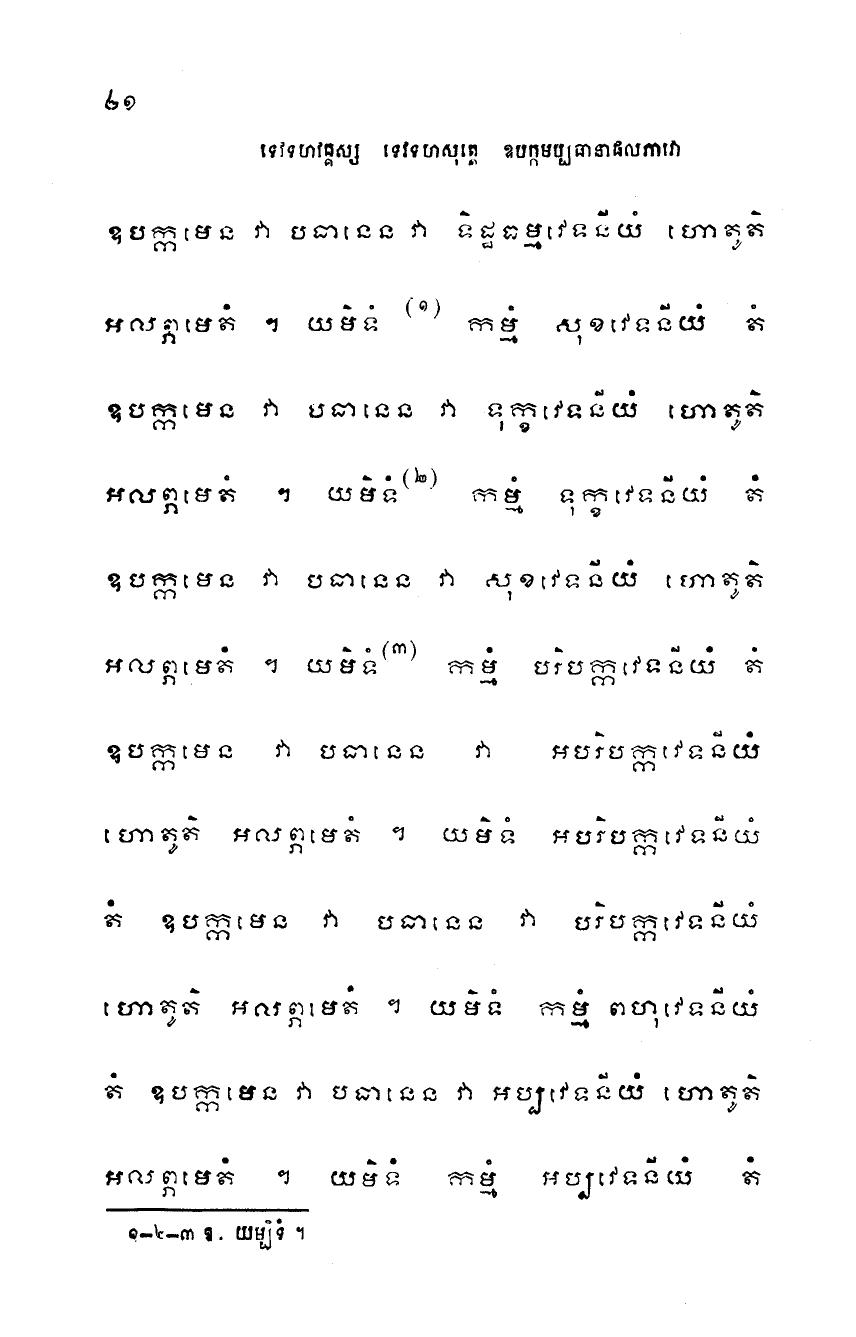 ២១
ទេវទហវគ្គស្ស ទេវទហសុត្តេ ឧបក្កមប្បធានាផលភាវោ
ឧបក្កមេន វា បធានេន វា ទិដ្ឋធម្មវេទនីយំ ហោតូតិ
អលព្ភមេតំ ។ យមិទំ (១) កម្មំ សុខវេទនីយំ តំ
ឧបក្កមេន វា បធានេន វា ទុក្ខវេទនីយំ ហោតូតិ
អលព្ភមេតំ ។ យមិទំ (២) កម្មំ ទុក្ខវេទនីយំ តំ
ឧបក្កមេន វា បធានេន វា សុខវេទនីយំ ហោតូតិ
អលព្ភមេតំ ។ យមិទំ (៣) កម្មំ បរិបក្កវេទនីយំ តំ
ឧបក្កមេន វា បធានេន វា អបរិបក្កវេទនីយំ
ហោតូតិ អលព្ភមេតំ ។ យមិទំ អបរិបក្កវេទនីយំ
តំ ឧបក្កមេន វា បធានេន វា បរិបក្កវេទនីយំ
ហោតូតិ អលព្ភមេតំ ។ យមិទំ កម្មំ ពហុវេទនីយំ
តំ ឧបក្កមេន វា បធានេន វា អប្បវេទនីយំ ហោតូតិ
អលព្ភមេតំ ។ យមិទំ កម្មំ អប្បវេទនីយំ តំ
១-២-៣ ឱ. យម្បិទំ ។